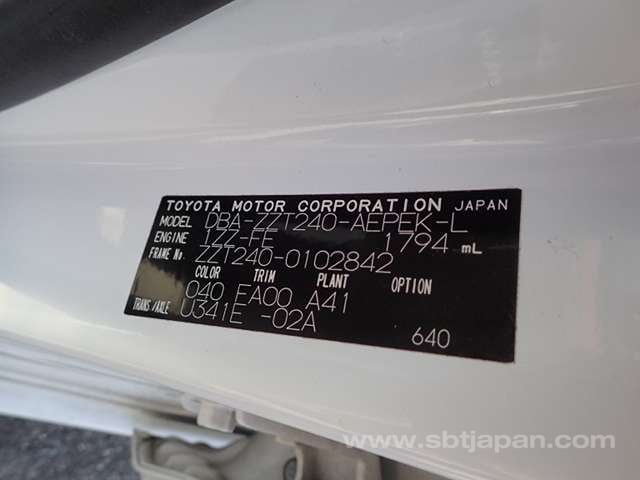 TOYOTA MOTOR CORPORATION JAPAN
MODEL DBA-ZZT240-AEPEK-L
ENGINE 1ZZ-FE 1794 mL
FRAME No. ZZT240-0102842
COLOR TRIM PLANT OPTION
040 EA00 A41
TRANS/AXLE U341E -02A
640
www.sbtjapan.com